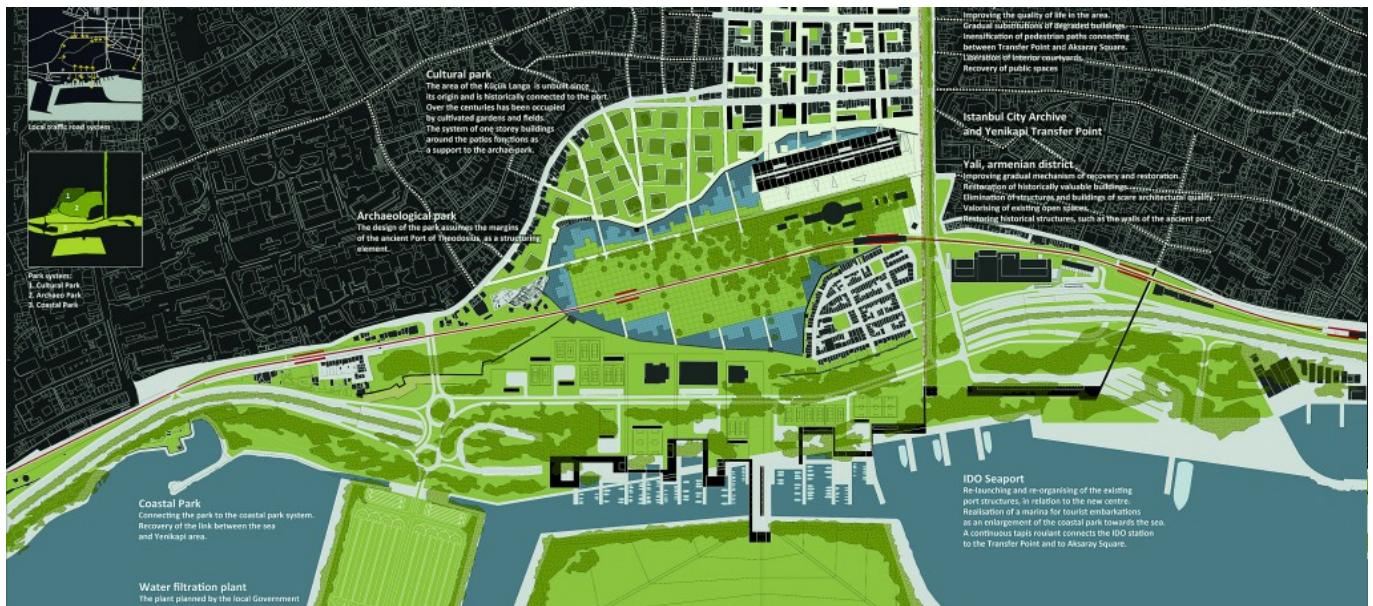 Local traffic road system
1
2
3
Park system:
1. Cultural Park
2. Archaeo Park
3. Coastal Park
Cultural park
The area of the Küçük Langa is unbuilt since
its origin and is historically connected to the port.
Over the centuries has been occupied
by cultivated gardens and fields.
The system of one storey buildings
around the patios fonctions as
a support to the archaepark.
Archaeological park
The design of the park assumes the margins
of the ancient Port of Theodosius, as a structuring
element.
Improving the quality of life in the area.
Gradual substitutions of degraded buildings.
Inensification of pedestrian paths connecting
between Transfer Point and Aksaray Square.
Liberation of interior courtyards.
Recovery of public spaces
Istanbul City Archive
and Yenikapi Transfer Point
Yali, armenian district
Improving gradual mechanism of recovery and restoration.
Restoration of historically valuable buildings.
Elimination of structures and buildings of scare architectural quality.
Valorising of existing open spaces.
Restoring historical structures, such as the walls of the ancient port.
Coastal Park
Connecting the park to the coastal park system.
Recovery of the link between the sea
and Yenikapi area.
Water filtration plant
The plant planned by the local Government
IDO Seaport
Re-launching and re-organising of the existing
port structures, in relation to the new centre.
Realisation of a marina for tourist embarkations
as an enlargement of the coastal park towards the sea.
A continuous tapis roulant connects the IDO station
to the Transfer Point and to Aksaray Square.